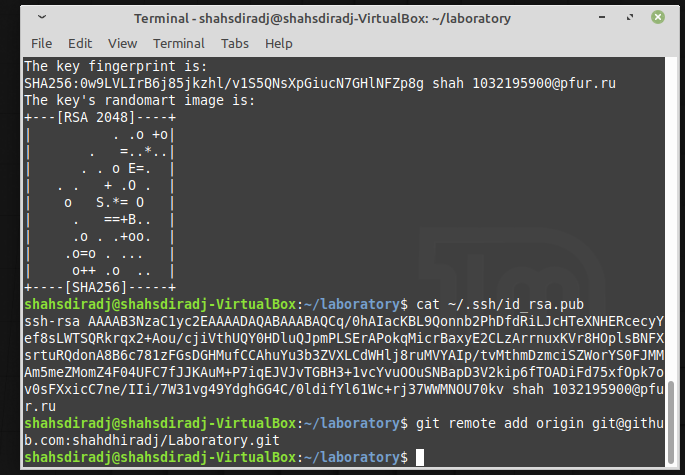 Terminal - shahsdiradj@shahsdiradj-VirtualBox: ~/laboratory
File Edit View Terminal Tabs Help
The key fingerprint is:
SHA256:0w9LVLIrB6j85jkzhl/v1S5QNsXpGiucN7GHlNFZp8g shah 1032195900@pfur.ru
The key's randomart image is:
+---[RSA 2048]----+
|          . .o +o|
|       .   =..*..|
|      . . o E=.  |
|   . .   + .O .  |
|    o   S.*= O   |
|     .   ==+B..  |
|     .o . .+oo.  |
|    .o=o . ...   |
|     o++ .o  ..  |
+----[SHA256]-----+
shahsdiradj@shahsdiradj-VirtualBox:~/laboratory$ cat ~/.ssh/id_rsa.pub
ssh-rsa AAAAB3NzaC1yc2EAAAADAQABAAABAQCq/0hAIacKBL9Qonnb2PhDfdRiLJcHTeXNHERcecyY
ef8sLWTSQRkrqx2+Aou/cjiVthUQY0HDluQJpmPLSErAPokqMicrBaxyE2CLzArrnuxKVr8HOplsBNFX
srtuRQdonA8B6c781zFGsDGHMufCCAhuYu3b3ZVXLCdWHlj8ruMVYAIp/tvMthmDzmciSZWorYS0FJMM
Am5meZMomZ4F04UFC7fJJKAuM+P7iqEJVJvTGBH3+1vcYvuOOuSNBapD3V2kip6fTOADiFd75xfOpk7o
v0sFXxicC7ne/IIi/7W31vg49YdghGG4C/0ldifYl61Wc+rj37WWMNOU70kv shah 1032195900@pfu
r.ru
shahsdiradj@shahsdiradj-VirtualBox:~/laboratory$ git remote add origin git@githu
b.com:shahdhiradj/Laboratory.git
shahsdiradj@shahsdiradj-VirtualBox:~/laboratory$